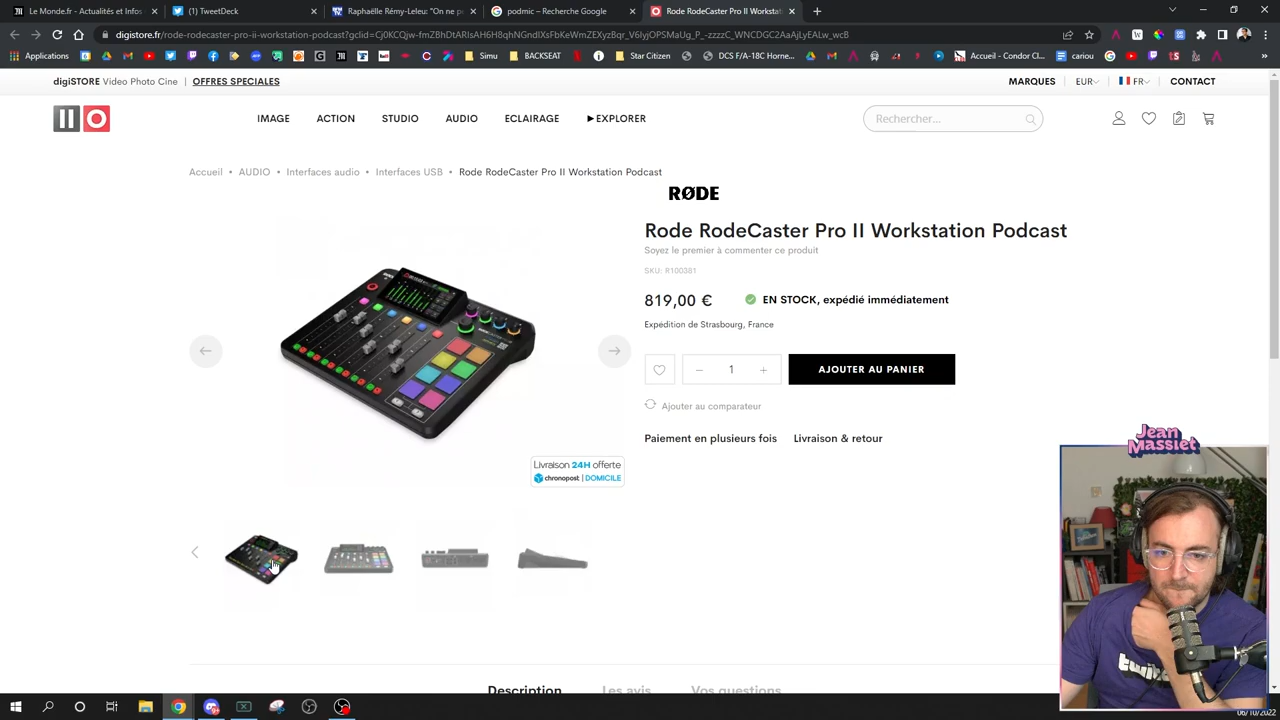 Le Monde.fr - Actualités et Infos
(1) TweetDeck
Raphaëlle Rémy-Leleu: "On ne p
podmic - Recherche Google
Rode RodeCaster Pro II Workstat
digistore.fr/rode-rodecaster-pro-ii-workstation-podcast?gclid=
Applications
Simu
BACKSEAT
Star Citizen
DCS F/A-18C Hornet...
Accueil - Condor Cl...
cariou
digiSTORE Video Photo Cine | OFFRES SPECIALES
MARQUES
EUR
FR
CONTACT
IMAGE
ACTION
STUDIO
AUDIO
ECLAIRAGE
►EXPLORER
Rechercher...
Accueil • AUDIO • Interfaces audio • Interfaces USB • Rode RodeCaster Pro II Workstation Podcast
RØDE
Rode RodeCaster Pro II Workstation Podcast
Soyez le premier à commenter ce produit
SKU: R100381
819,00 €
EN STOCK, expédié immédiatement
Expédition de Strasbourg, France
1
AJOUTER AU PANIER
Ajouter au comparateur
Paiement en plusieurs fois
Livraison & retour
Livraison 24H offerte
chronopost | DOMICILE
Jean
Massiet
Description
Les avis
Vos questions
06/10/2022